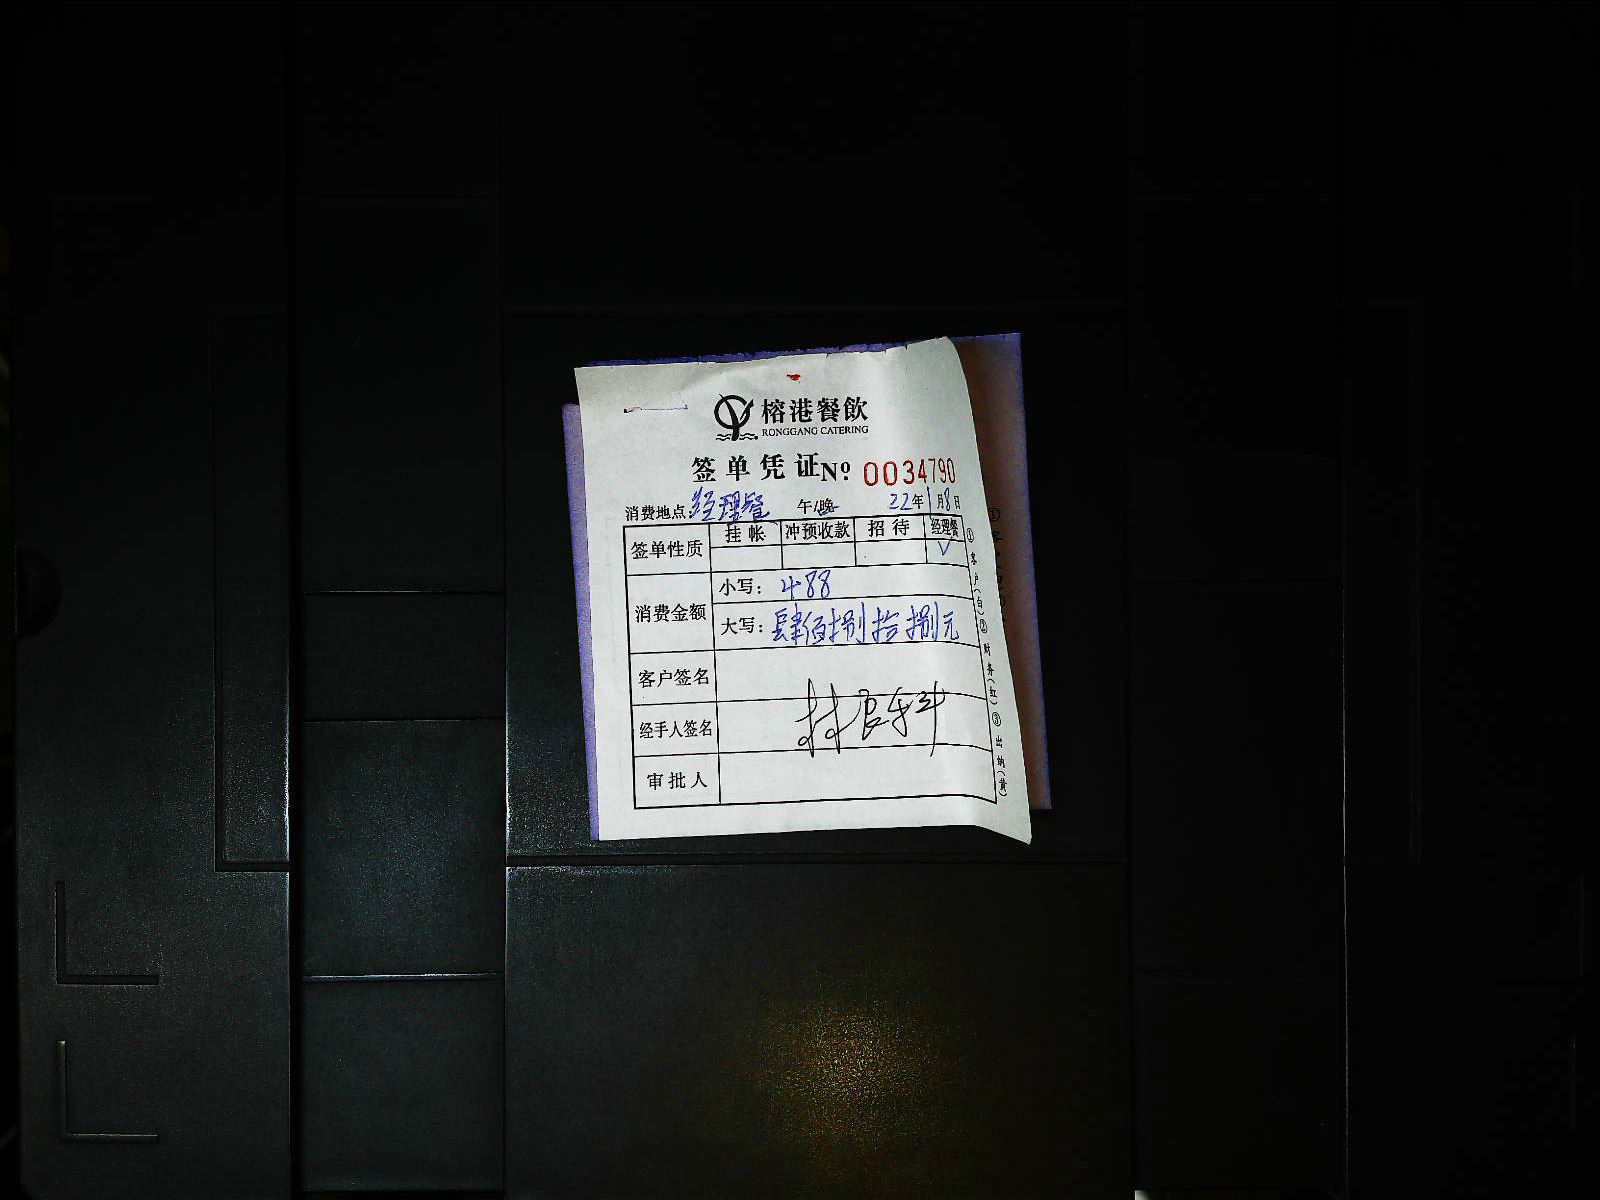 榕港餐飲
RONGGANG CATERING
签单凭证 Nº 0034790
消费地点:经理餐 午/晚 22年1月8日
签单性质 挂帐 冲预收款 招待 经理餐
✓
消费金额 小写: 488
大写: 肆佰捌拾捌元
客户签名
经手人签名
审批人
①客户(白)②财务(红)③出纳(黄)